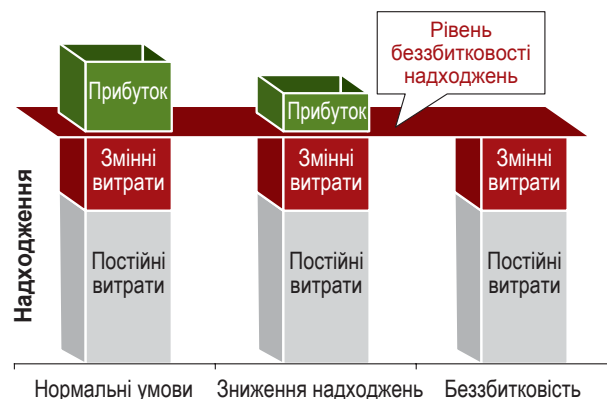 Рівень
беззбитковості
надходжень
Прибуток
Прибуток
Змінні
витрати
Змінні
витрати
Змінні
витрати
Постійні
витрати
Постійні
витрати
Постійні
витрати
Надходження
Нормальні умови
Зниження надходжень
Беззбитковість